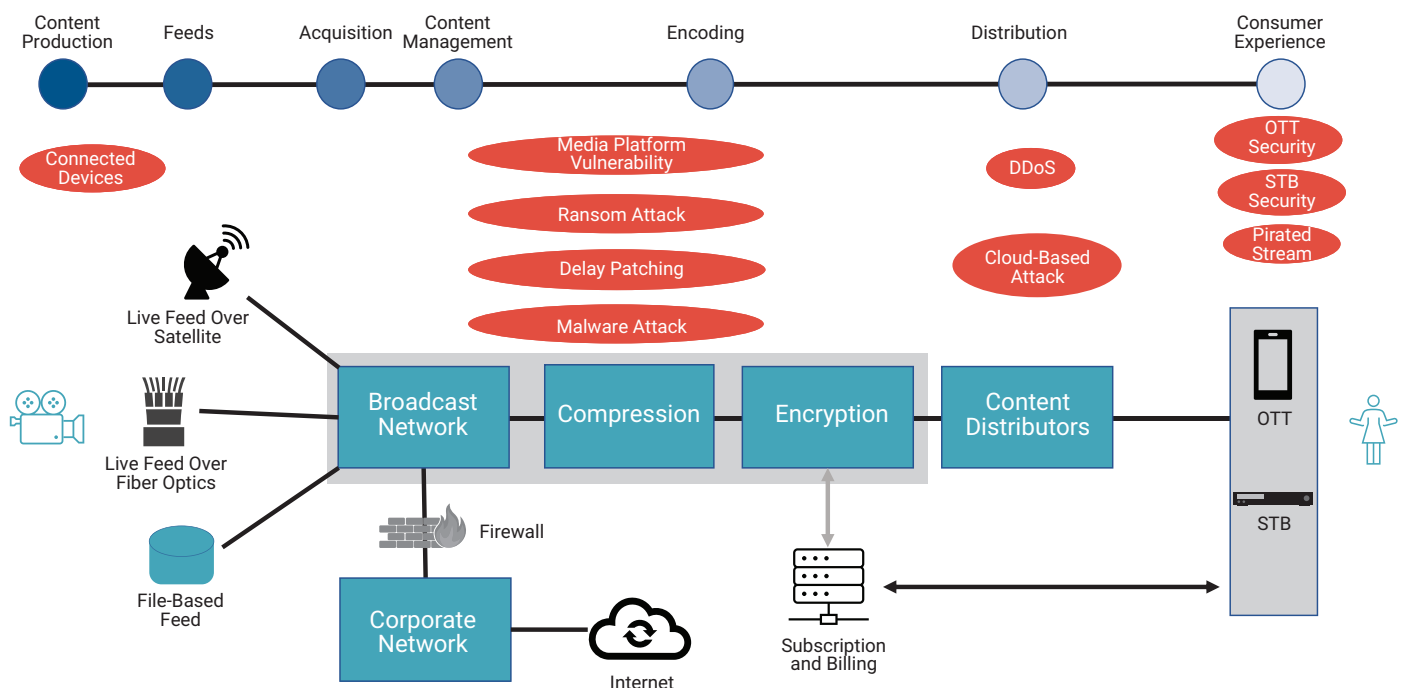 Content
Production
Feeds
Acquisition
Content
Management
Encoding
Distribution
Consumer
Experience
Connected
Devices
Media Platform
Vulnerability
Ransom Attack
Delay Patching
Malware Attack
DDoS
Cloud-Based
Attack
OTT
Security
STB
Security
Pirated
Stream
Live Feed Over
Satellite
Live Feed Over
Fiber Optics
File-Based
Feed
Broadcast
Network
Compression
Encryption
Content
Distributors
OTT
STB
Firewall
Corporate
Network
Internet
Subscription
and Billing